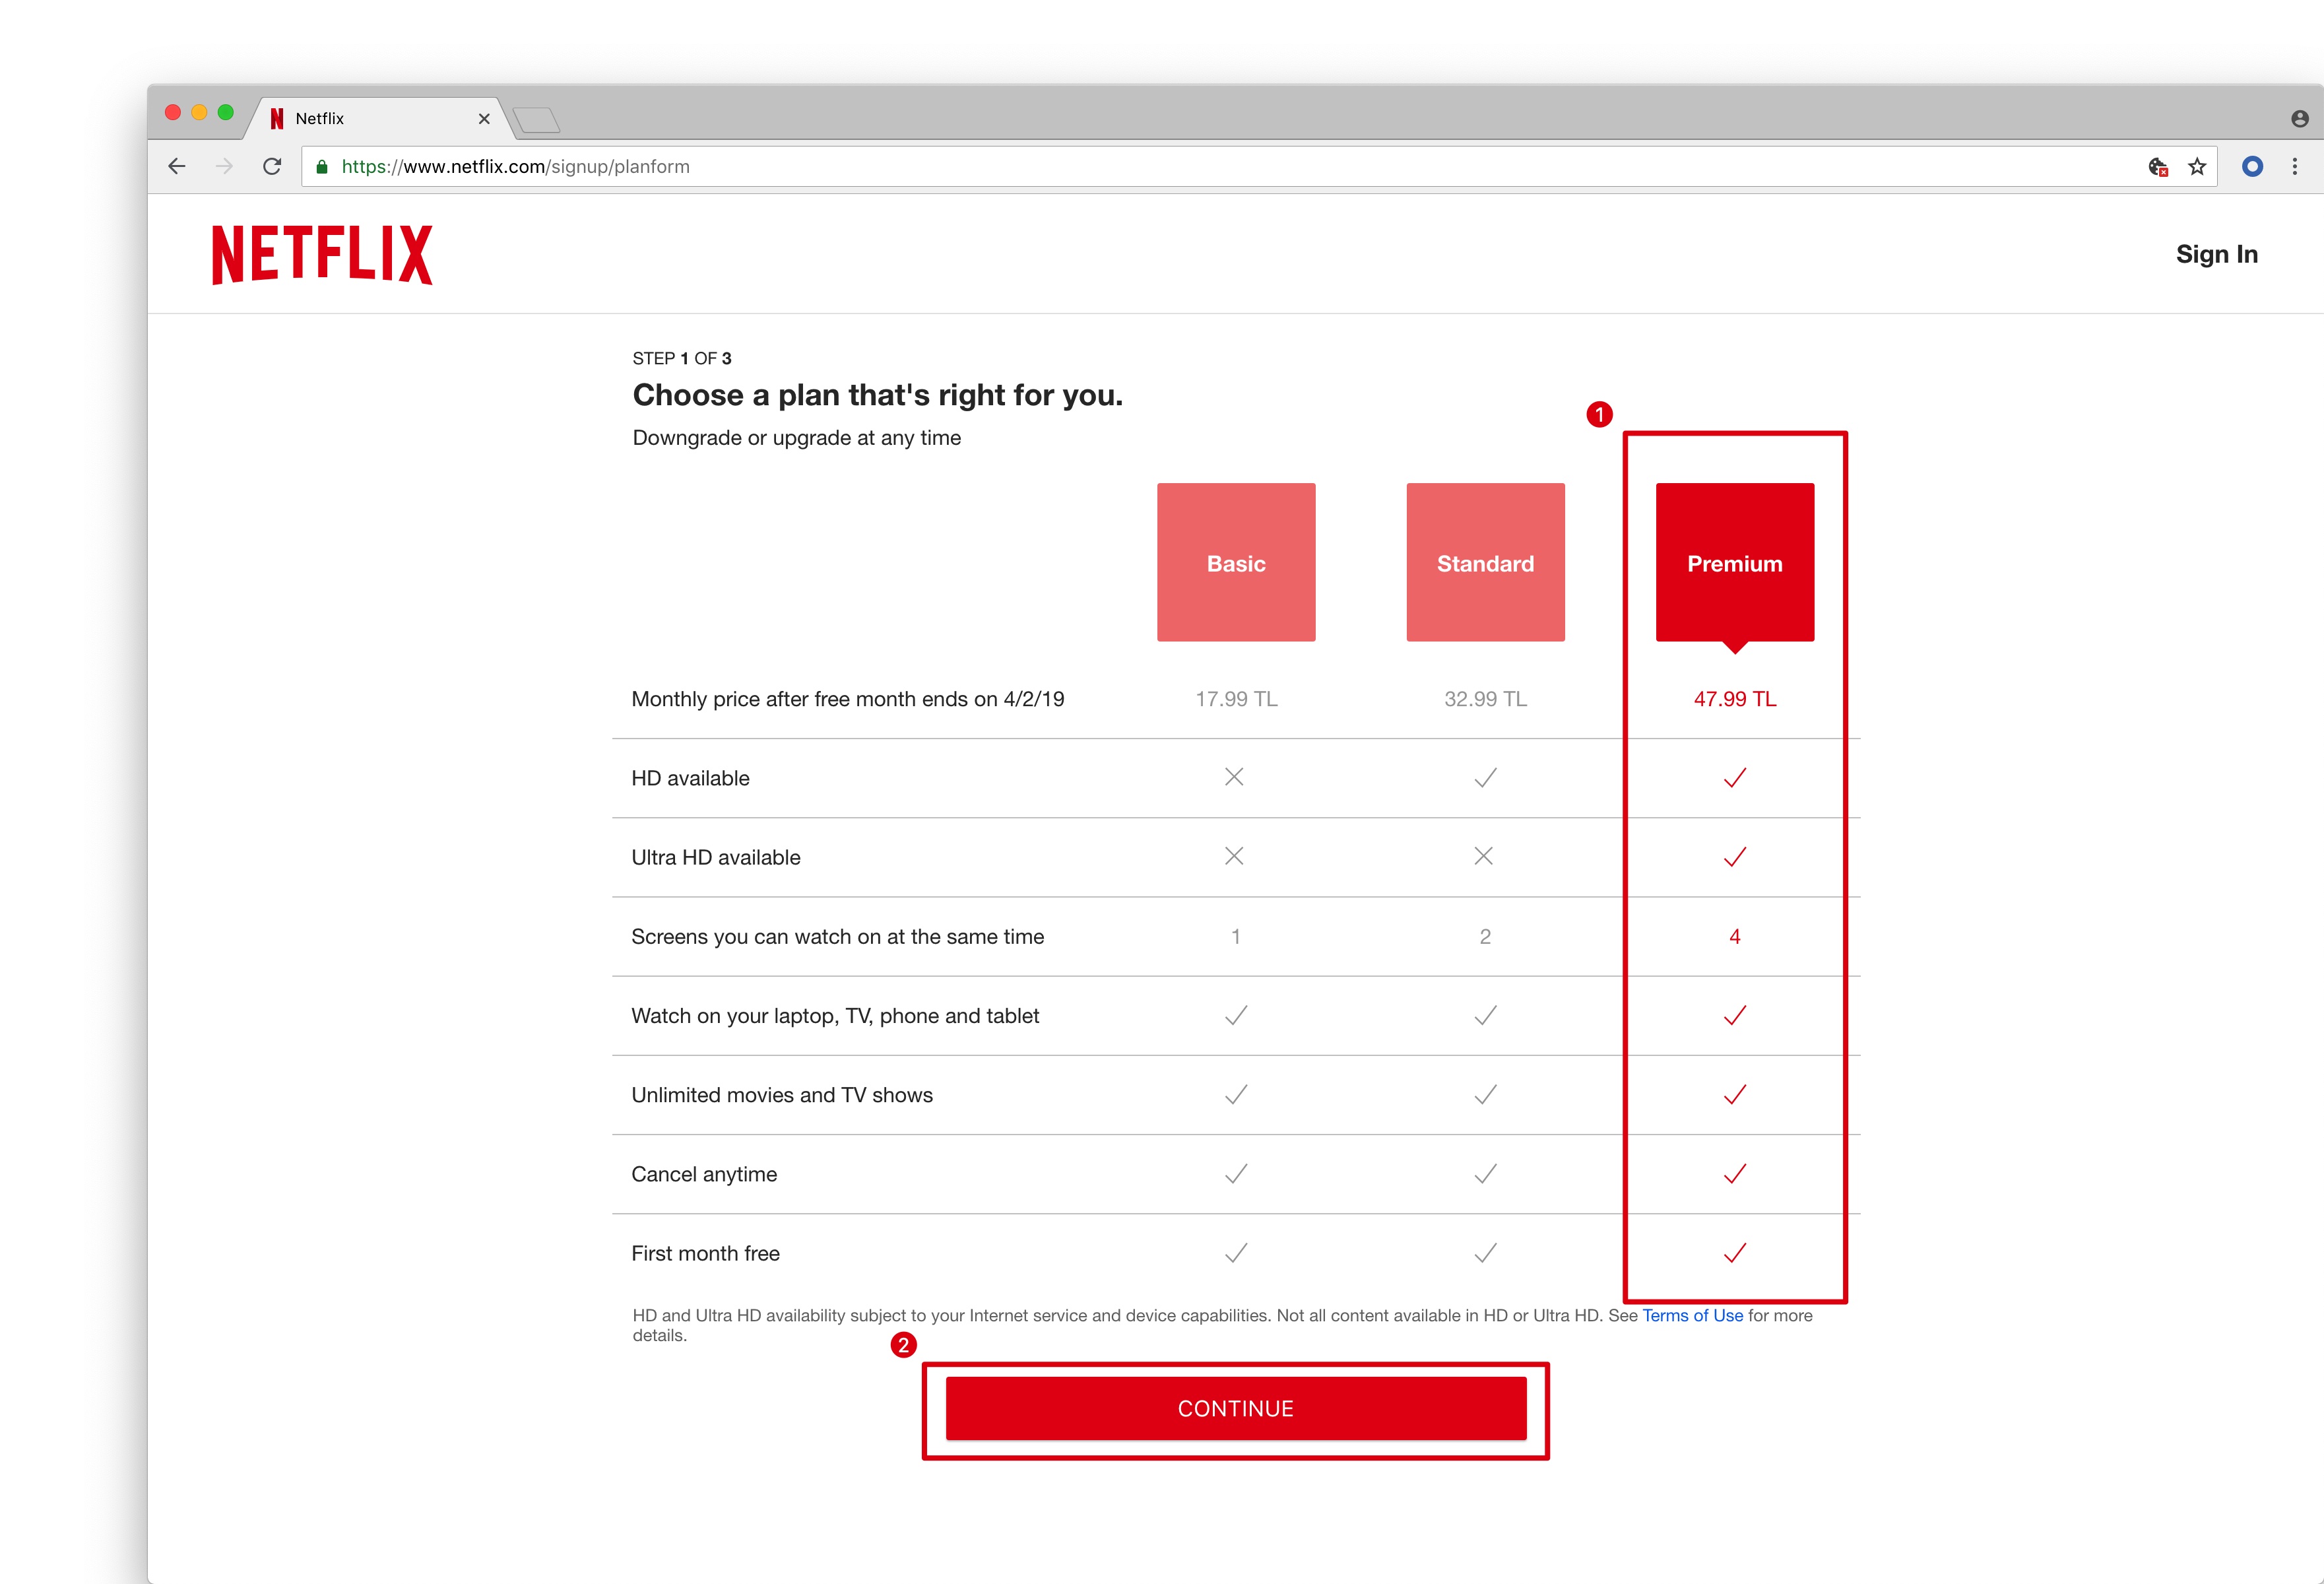 Netflix
https://www.netflix.com/signup/planform
NETFLIX
Sign In
STEP 1 OF 3
Choose a plan that's right for you.
Downgrade or upgrade at any time
1
Basic Standard Premium
Monthly price after free month ends on 4/2/19 17.99 TL 32.99 TL 47.99 TL
HD available
Ultra HD available
Screens you can watch on at the same time 1 2 4
Watch on your laptop, TV, phone and tablet
Unlimited movies and TV shows
Cancel anytime
First month free
HD and Ultra HD availability subject to your Internet service and device capabilities. Not all content available in HD or Ultra HD. See Terms of Use for more
details.
2
CONTINUE